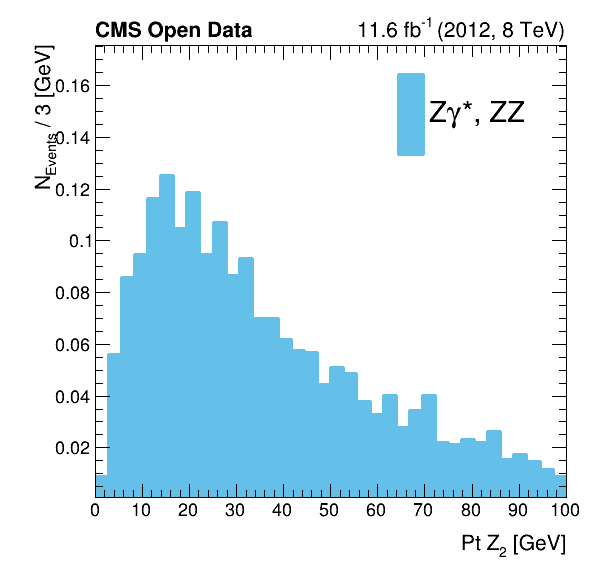 CMS Open Data 11.6 fb⁻¹ (2012, 8 TeV)
N_Events / 3 [GeV]
Zγ*, ZZ
0.16
0.14
0.12
0.1
0.08
0.06
0.04
0.02
0 10 20 30 40 50 60 70 80 90 100
Pt Z₂ [GeV]